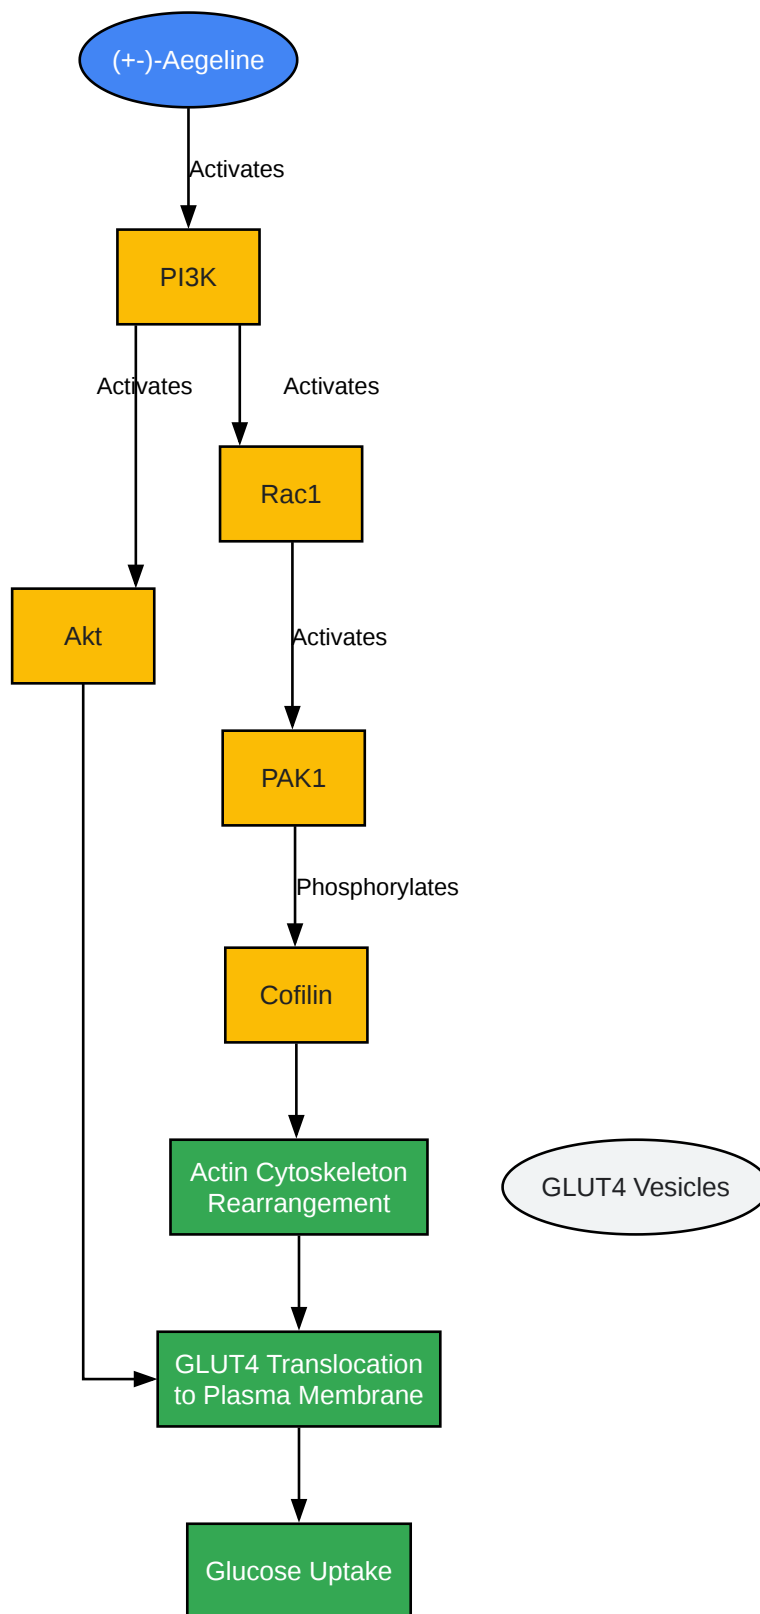 (+-)-Aegeline
Activates
PI3K
Activates
Activates
Rac1
Akt
Activates
PAK1
Phosphorylates
Cofilin
Actin Cytoskeleton
Rearrangement
GLUT4 Vesicles
GLUT4 Translocation
to Plasma Membrane
Glucose Uptake